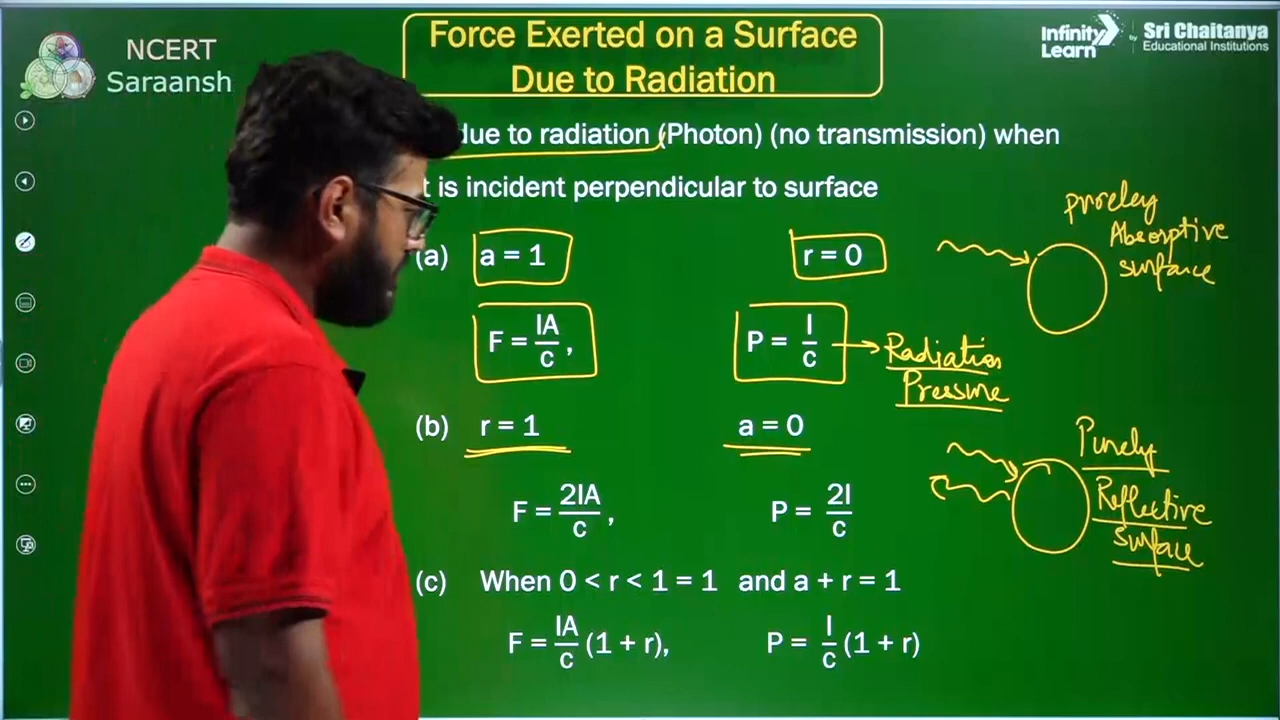 NCERT
Saraansh
Force Exerted on a Surface
Due to Radiation
Infinity
Learn
by
Sri Chaitanya
Educational Institutions
due to radiation (Photon) (no transmission) when
t is incident perpendicular to surface
(a) a = 1 r = 0
pureley
Absorptive
surface
F = IA/c, P = I/c
Radiation
Pressure
(b) r = 1 a = 0
Purely
Reflective
surface
F = 2IA/c, P = 2I/c
(c) When 0 < r < 1 = 1 and a + r = 1
F = IA/c (1 + r), P = I/c (1 + r)